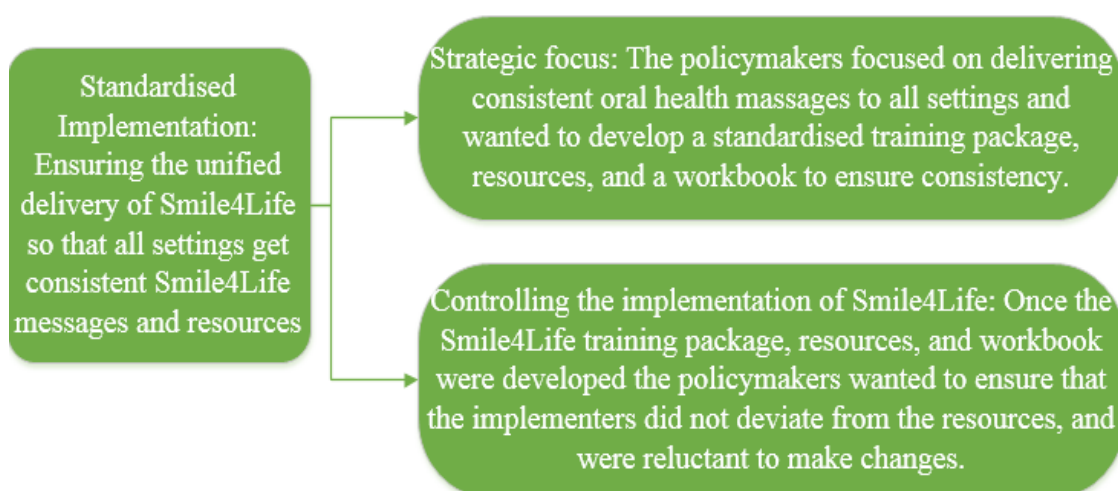 Standardised
Implementation:
Ensuring the unified
delivery of Smile4Life
so that all settings get
consistent Smile4Life
messages and resources
Strategic focus: The policymakers focused on delivering
consistent oral health massages to all settings and
wanted to develop a standardised training package,
resources, and a workbook to ensure consistency.
Controlling the implementation of Smile4Life: Once the
Smile4Life training package, resources, and workbook
were developed the policymakers wanted to ensure that
the implementers did not deviate from the resources, and
were reluctant to make changes.